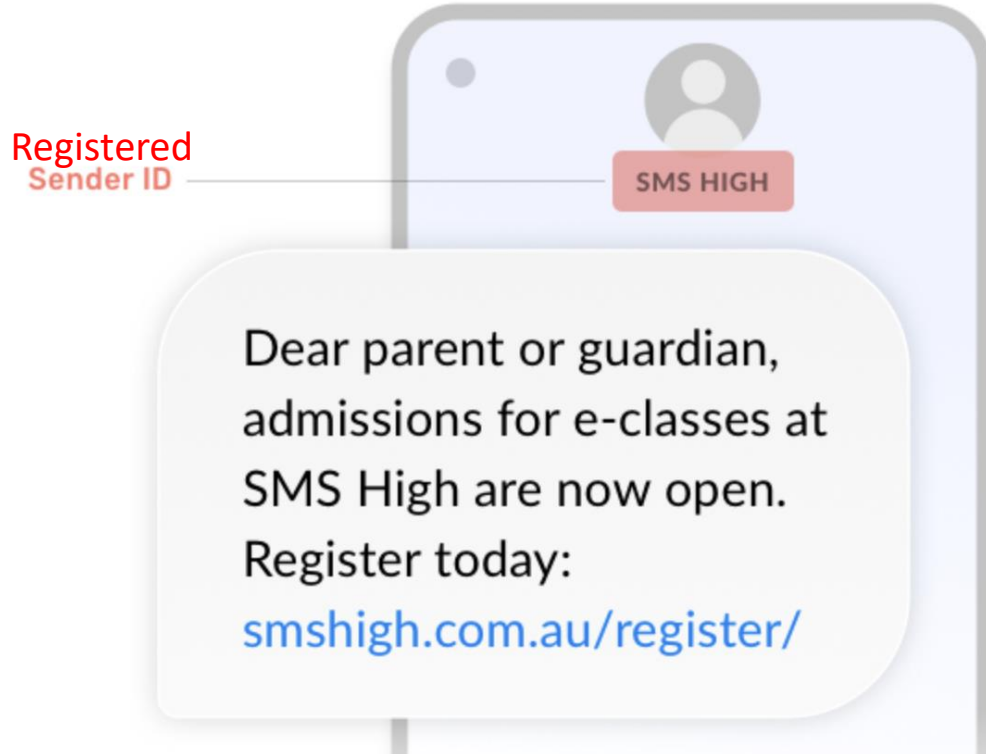 Registered
Sender ID
SMS HIGH
Dear parent or guardian,
admissions for e-classes at
SMS High are now open.
Register today:
smshigh.com.au/register/